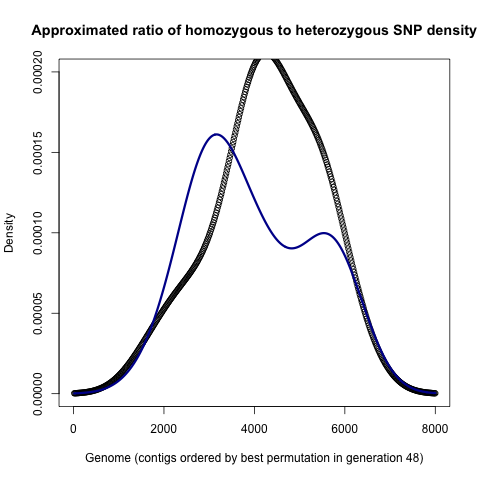 Approximated ratio of homozygous to heterozygous SNP density
0.00020
0.00015
0.00010
0.00005
0.00000
Density
0 2000 4000 6000 8000
Genome (contigs ordered by best permutation in generation 48)